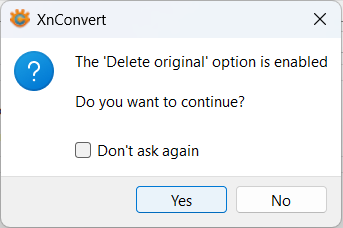 XnConvert
The 'Delete original' option is enabled
Do you want to continue?
Don't ask again
Yes
No